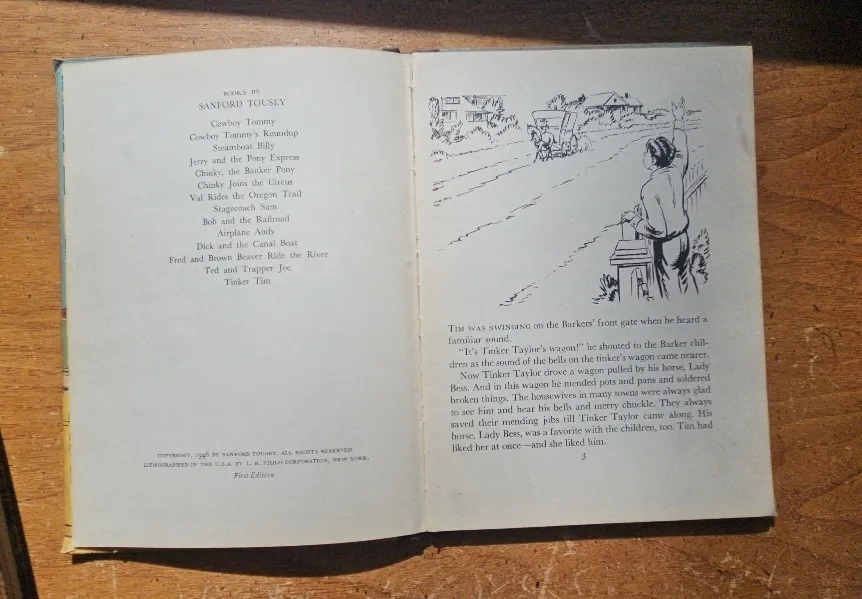 BOOKS BY
SANFORD TOUSEY
Cowboy Tommy
Cowboy Tommy's Roundup
Steamboat Billy
Jerry and the Pony Express
Chinky, the Banker Pony
Chinky Joins the Circus
Val Rides the Oregon Trail
Stagecoach Sam
Bob and the Railroad
Airplane Andy
Dick and the Canal Boat
Fred and Brown Beaver Ride the River
Ted and Trapper Joe
Tinker Tim
COPYRIGHT, 1946 BY SANFORD TOUSEY. ALL RIGHTS RESERVED.
LITHOGRAPHED IN THE U.S.A. BY L. H. CORPORATION, NEW YORK.
First Edition
TIM WAS SWINGING on the Barkers' front gate when he heard a
familiar sound.
"It's Tinker Taylor's wagon!" he shouted to the Barker chil-
dren as the sound of the bells on the tinker's wagon came nearer.
Now Tinker Taylor drove a wagon pulled by his horse, Lady
Bess. And in this wagon he mended pots and pans and soldered
broken things. The housewives in many towns were always glad
to see him and hear his bells and merry chuckle. They always
saved their mending jobs till Tinker Taylor came along. His
horse, Lady Bess, was a favorite with the children, too. Tim had
liked her at once—and she liked him.
3